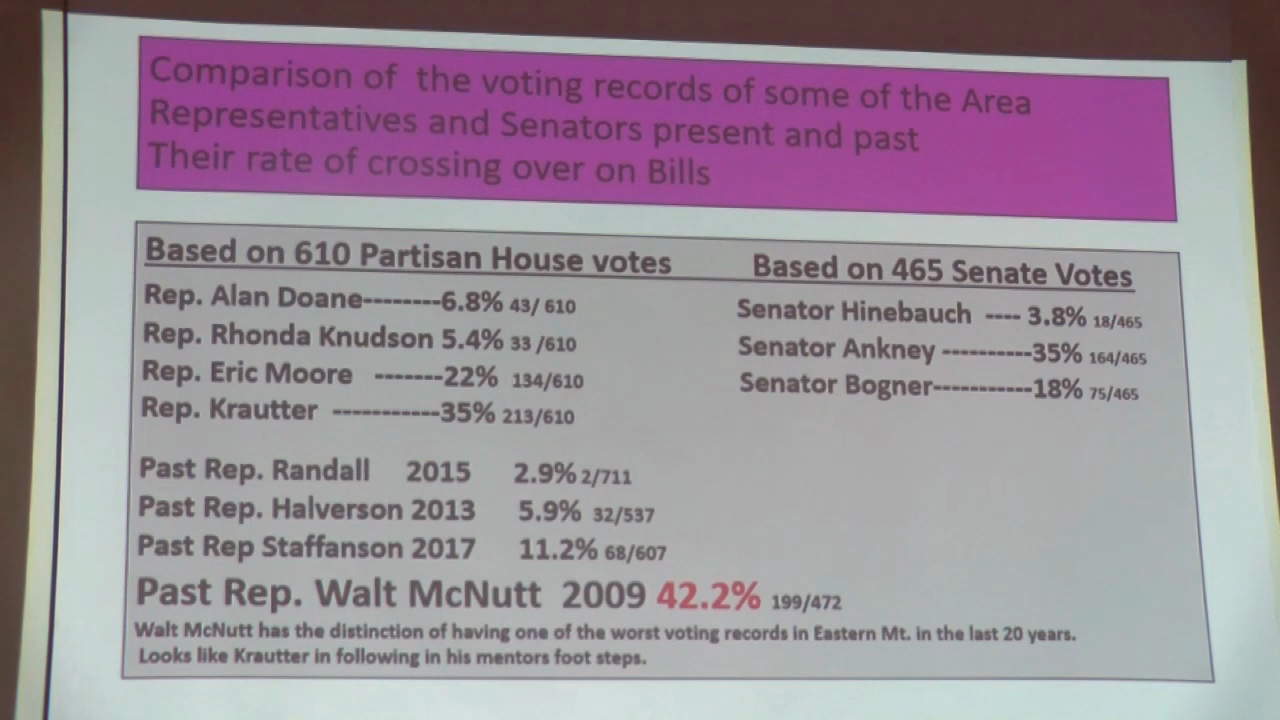 Comparison of the voting records of some of the Area
Representatives and Senators present and past
Their rate of crossing over on Bills
Based on 610 Partisan House votes
Rep. Alan Doane--------6.8% 43/ 610
Rep. Rhonda Knudson 5.4% 33 /610
Rep. Eric Moore -------22% 134/610
Rep. Krautter -----------35% 213/610
Based on 465 Senate Votes
Senator Hinebauch ---- 3.8% 18/465
Senator Ankney ----------35% 164/465
Senator Bogner-----------18% 75/465
Past Rep. Randall 2015 2.9% 2/711
Past Rep. Halverson 2013 5.9% 32/537
Past Rep Staffanson 2017 11.2% 68/607
Past Rep. Walt McNutt 2009 42.2% 199/472
Walt McNutt has the distinction of having one of the worst voting records in Eastern Mt. in the last 20 years.
Looks like Krautter in following in his mentors foot steps.